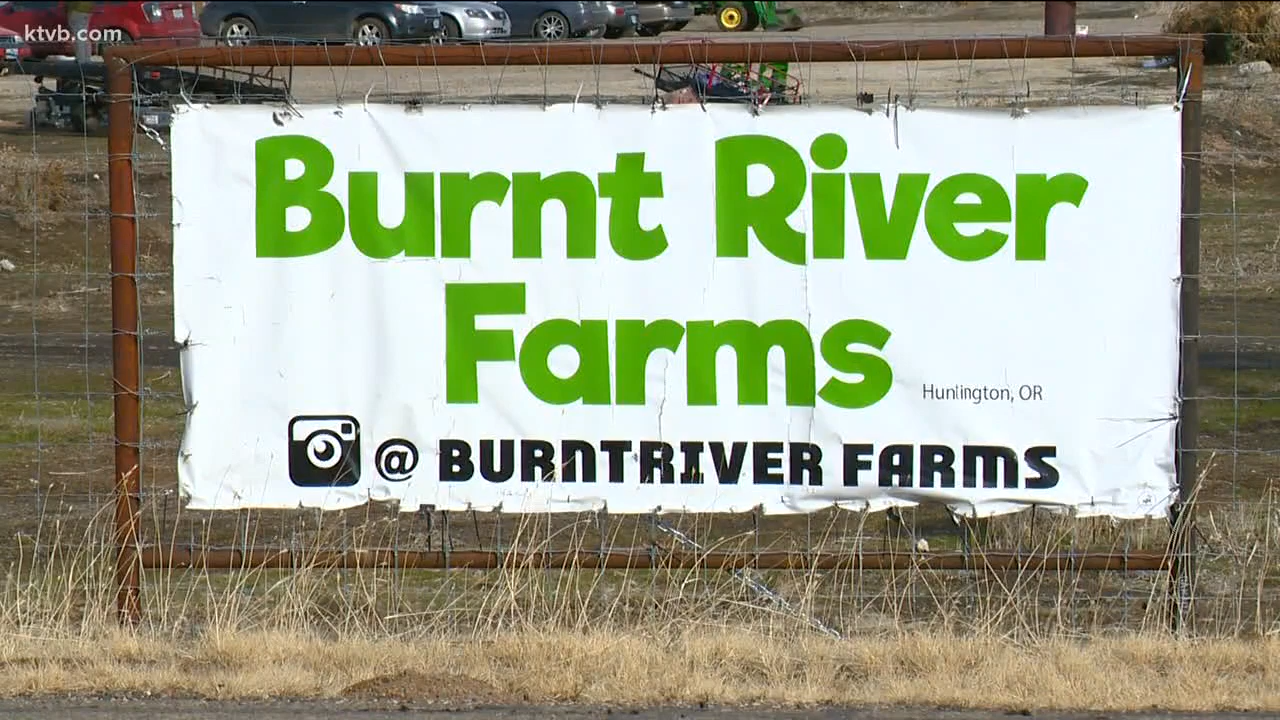 ktvb.com
Burnt River
Farms
Huntington, OR
@ BURNTRIVER FARMS